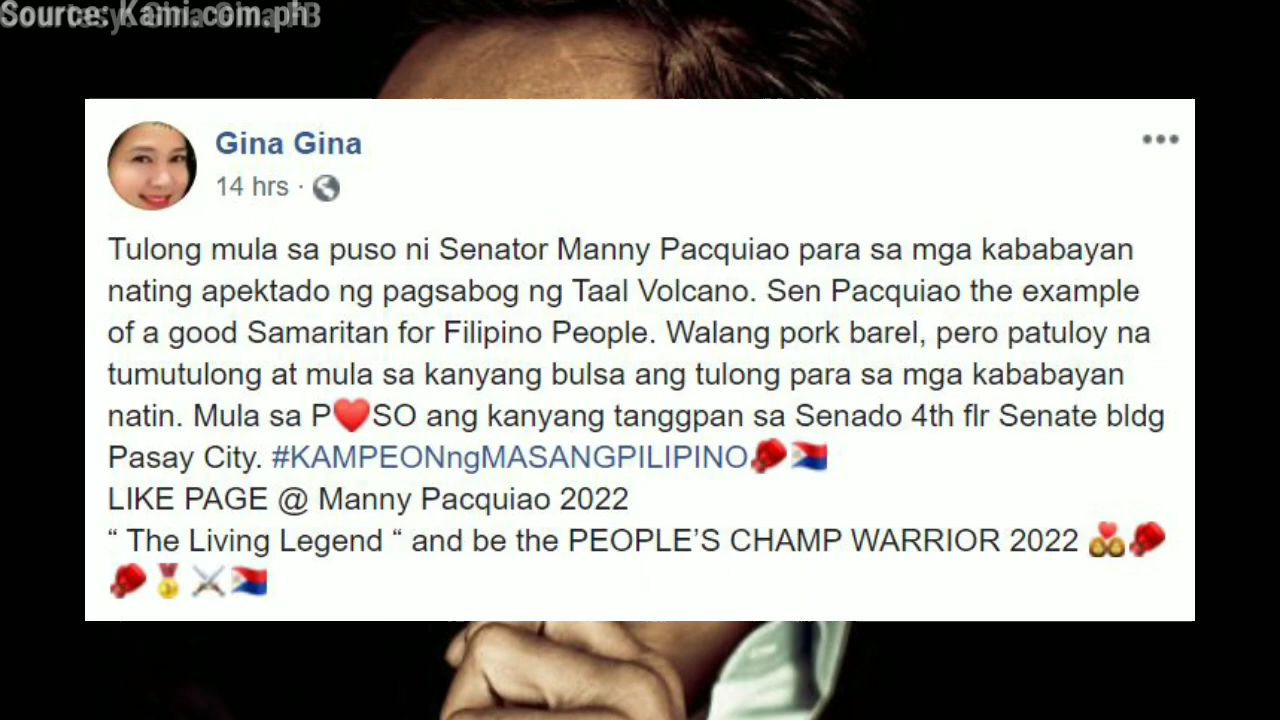 Source: Kami.com.ph
Gina Gina
14 hrs ·
Tulong mula sa puso ni Senator Manny Pacquiao para sa mga kababayan
nating apektado ng pagsabog ng Taal Volcano. Sen Pacquiao the example
of a good Samaritan for Filipino People. Walang pork barel, pero patuloy na
tumutulong at mula sa kanyang bulsa ang tulong para sa mga kababayan
natin. Mula sa P❤️SO ang kanyang tanggpan sa Senado 4th flr Senate bldg
Pasay City. #KAMPEONngMASANGPILIPINO🥊🇵🇭
LIKE PAGE @ Manny Pacquiao 2022
“ The Living Legend “ and be the PEOPLE’S CHAMP WARRIOR 2022 💑🥊
🥊🏅⚔️🇵🇭